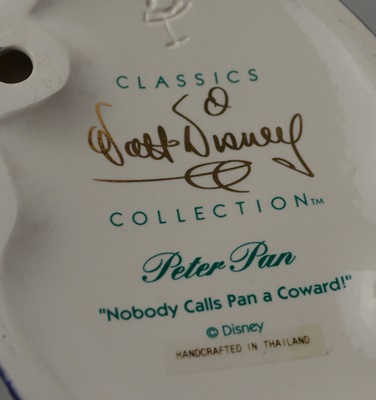 CLASSICS
Walt Disney
COLLECTION™
Peter Pan
"Nobody Calls Pan a Coward!"
© Disney
HANDCRAFTED IN THAILAND